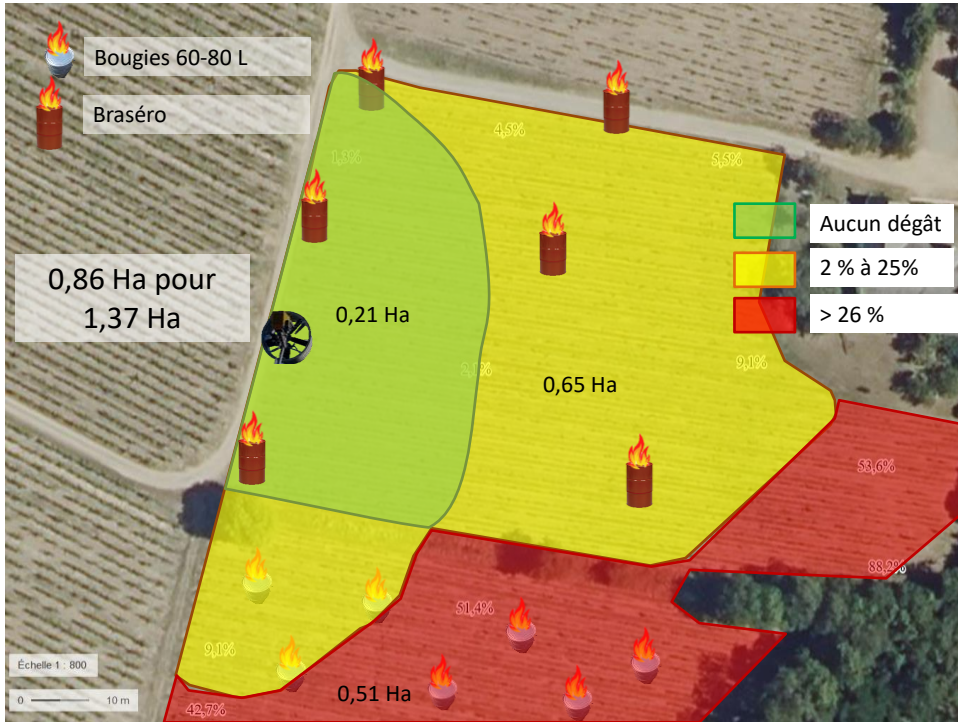 Bougies 60-80 L
Braséro
4,5%
1,3%
5,5%
Aucun dégât
2 % à 25%
> 26 %
0,86 Ha pour
1,37 Ha
0,21 Ha
2,1%
9,1%
0,65 Ha
53,6%
88,2%
51,4%
9,1%
Échelle 1 : 800
0
10 m
0,51 Ha
42,7%